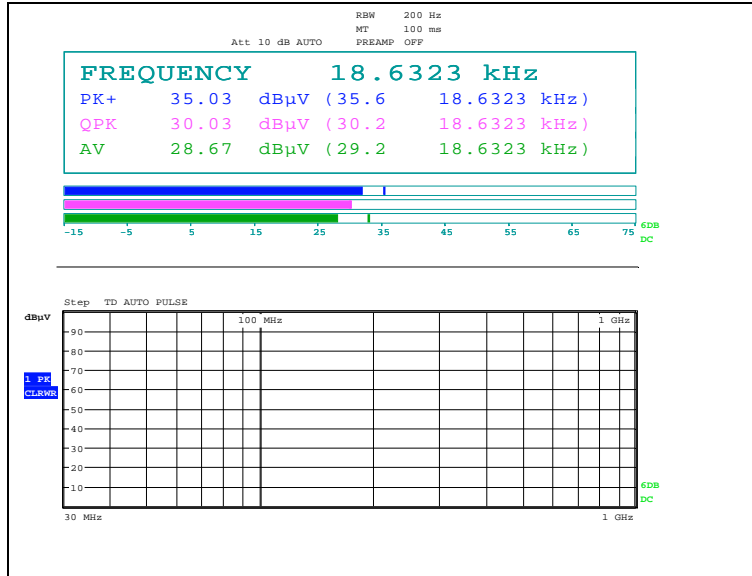 RBW 200 Hz
MT 100 ms
Att 10 dB AUTO PREAMP OFF
FREQUENCY 18.6323 kHz
PK+ 35.03 dBµV (35.6 18.6323 kHz)
QPK 30.03 dBµV (30.2 18.6323 kHz)
AV 28.67 dBµV (29.2 18.6323 kHz)
-15 -5 5 15 25 35 45 55 65 75
6DB
DC
Step TD AUTO PULSE
dBµV
100 MHz 1 GHz
90
80
1 PK
70
CLRWR
60
50
40
30
20
10
6DB
DC
30 MHz 1 GHz